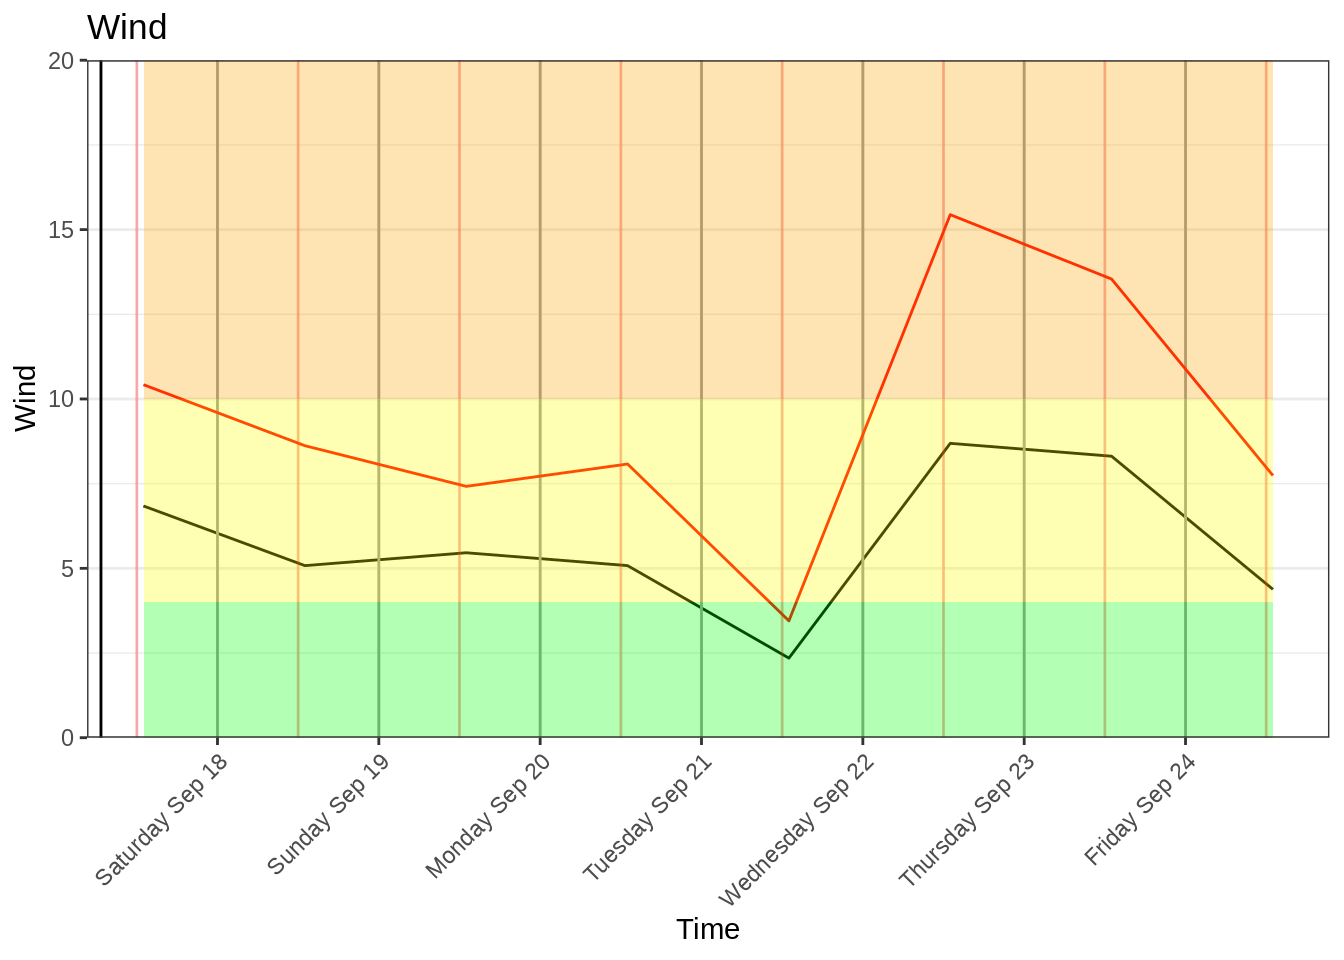 Wind
20
15
10
5
0
Wind
Saturday Sep 18
Sunday Sep 19
Monday Sep 20
Tuesday Sep 21
Wednesday Sep 22
Thursday Sep 23
Friday Sep 24
Time